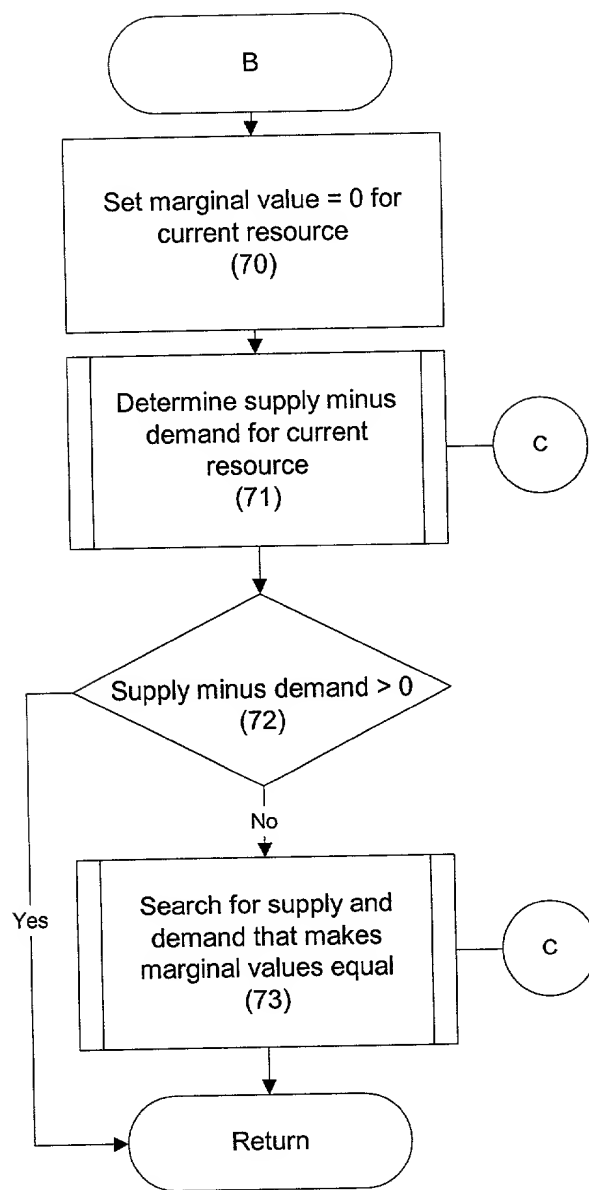 B
Set marginal value = 0 for
current resource
(70)
Determine supply minus
demand for current
resource
(71)
C
Supply minus demand > 0
(72)
No
Yes
Search for supply and
demand that makes
marginal values equal
(73)
C
Return